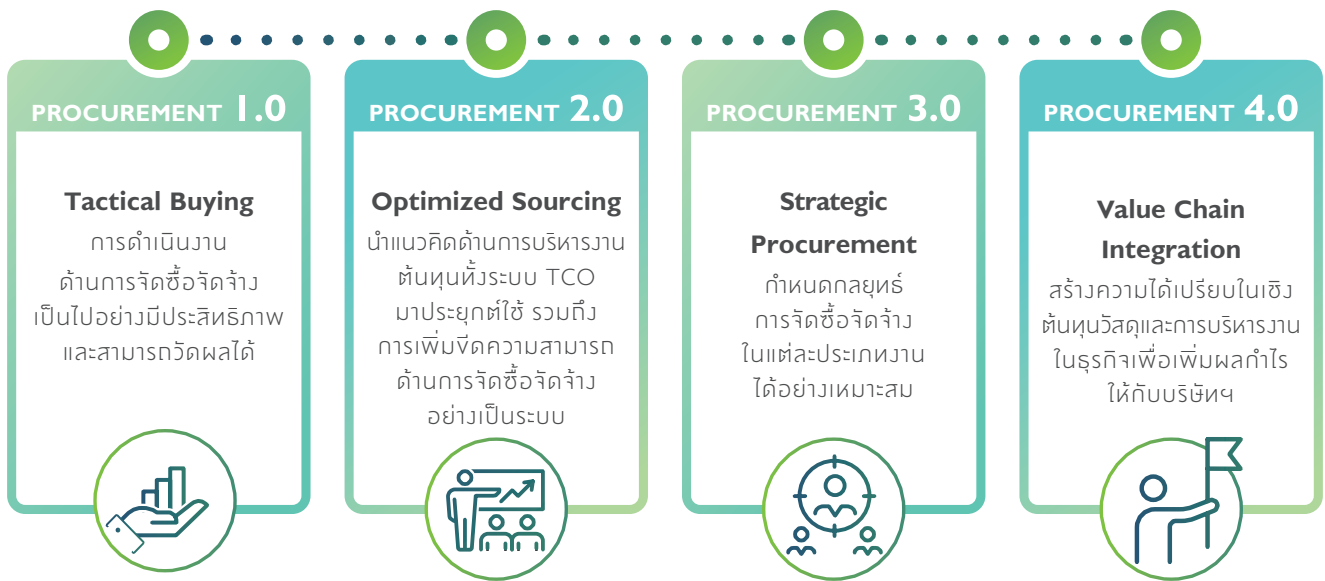 PROCUREMENT 1.0
Tactical Buying
การดำเนินงาน
ด้านการจัดซื้อจัดจ้าง
เป็นไปอย่างมีประสิทธิภาพ
และสามารถวัดผลได้
PROCUREMENT 2.0
Optimized Sourcing
นำแนวคิดด้านการบริหารงาน
ต้นทุนทั้งระบบ TCO
มาประยุกต์ใช้ รวมถึง
การเพิ่มขีดความสามารถ
ด้านการจัดซื้อจัดจ้าง
อย่างเป็นระบบ
PROCUREMENT 3.0
Strategic
Procurement
กำหนดกลยุทธ์
การจัดซื้อจัดจ้าง
ในแต่ละประเภทงาน
ได้อย่างเหมาะสม
PROCUREMENT 4.0
Value Chain
Integration
สร้างความได้เปรียบในเชิง
ต้นทุนวัสดุและการบริหารงาน
ในธุรกิจเพื่อเพิ่มผลกำไร
ให้กับบริษัทฯ